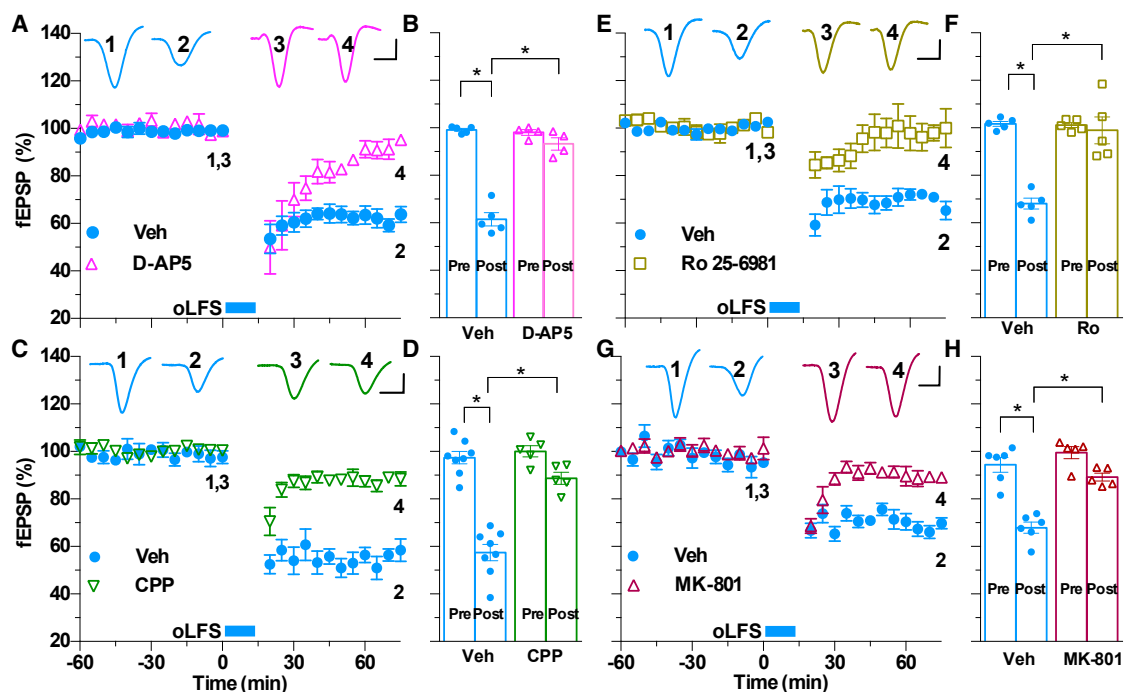 A
B
E
F
140
120
100
80
60
40
20
fEPSP (%)
1
2
3
4
1,3
4
2
Veh
D-AP5
oLFS
*
*
Pre Post Pre Post
Veh D-AP5
1
2
3
4
1,3
4
2
Veh
Ro 25-6981
oLFS
*
*
Pre Post Pre Post
Veh Ro
C
D
G
H
140
120
100
80
60
40
20
fEPSP (%)
1
2
3
4
1,3
4
2
Veh
CPP
oLFS
-60 -30 0 30 60
Time (min)
*
*
Pre Post Pre Post
Veh CPP
1
2
3
4
1,3
4
2
Veh
MK-801
oLFS
-60 -30 0 30 60
Time (min)
*
*
Pre Post Pre Post
Veh MK-801